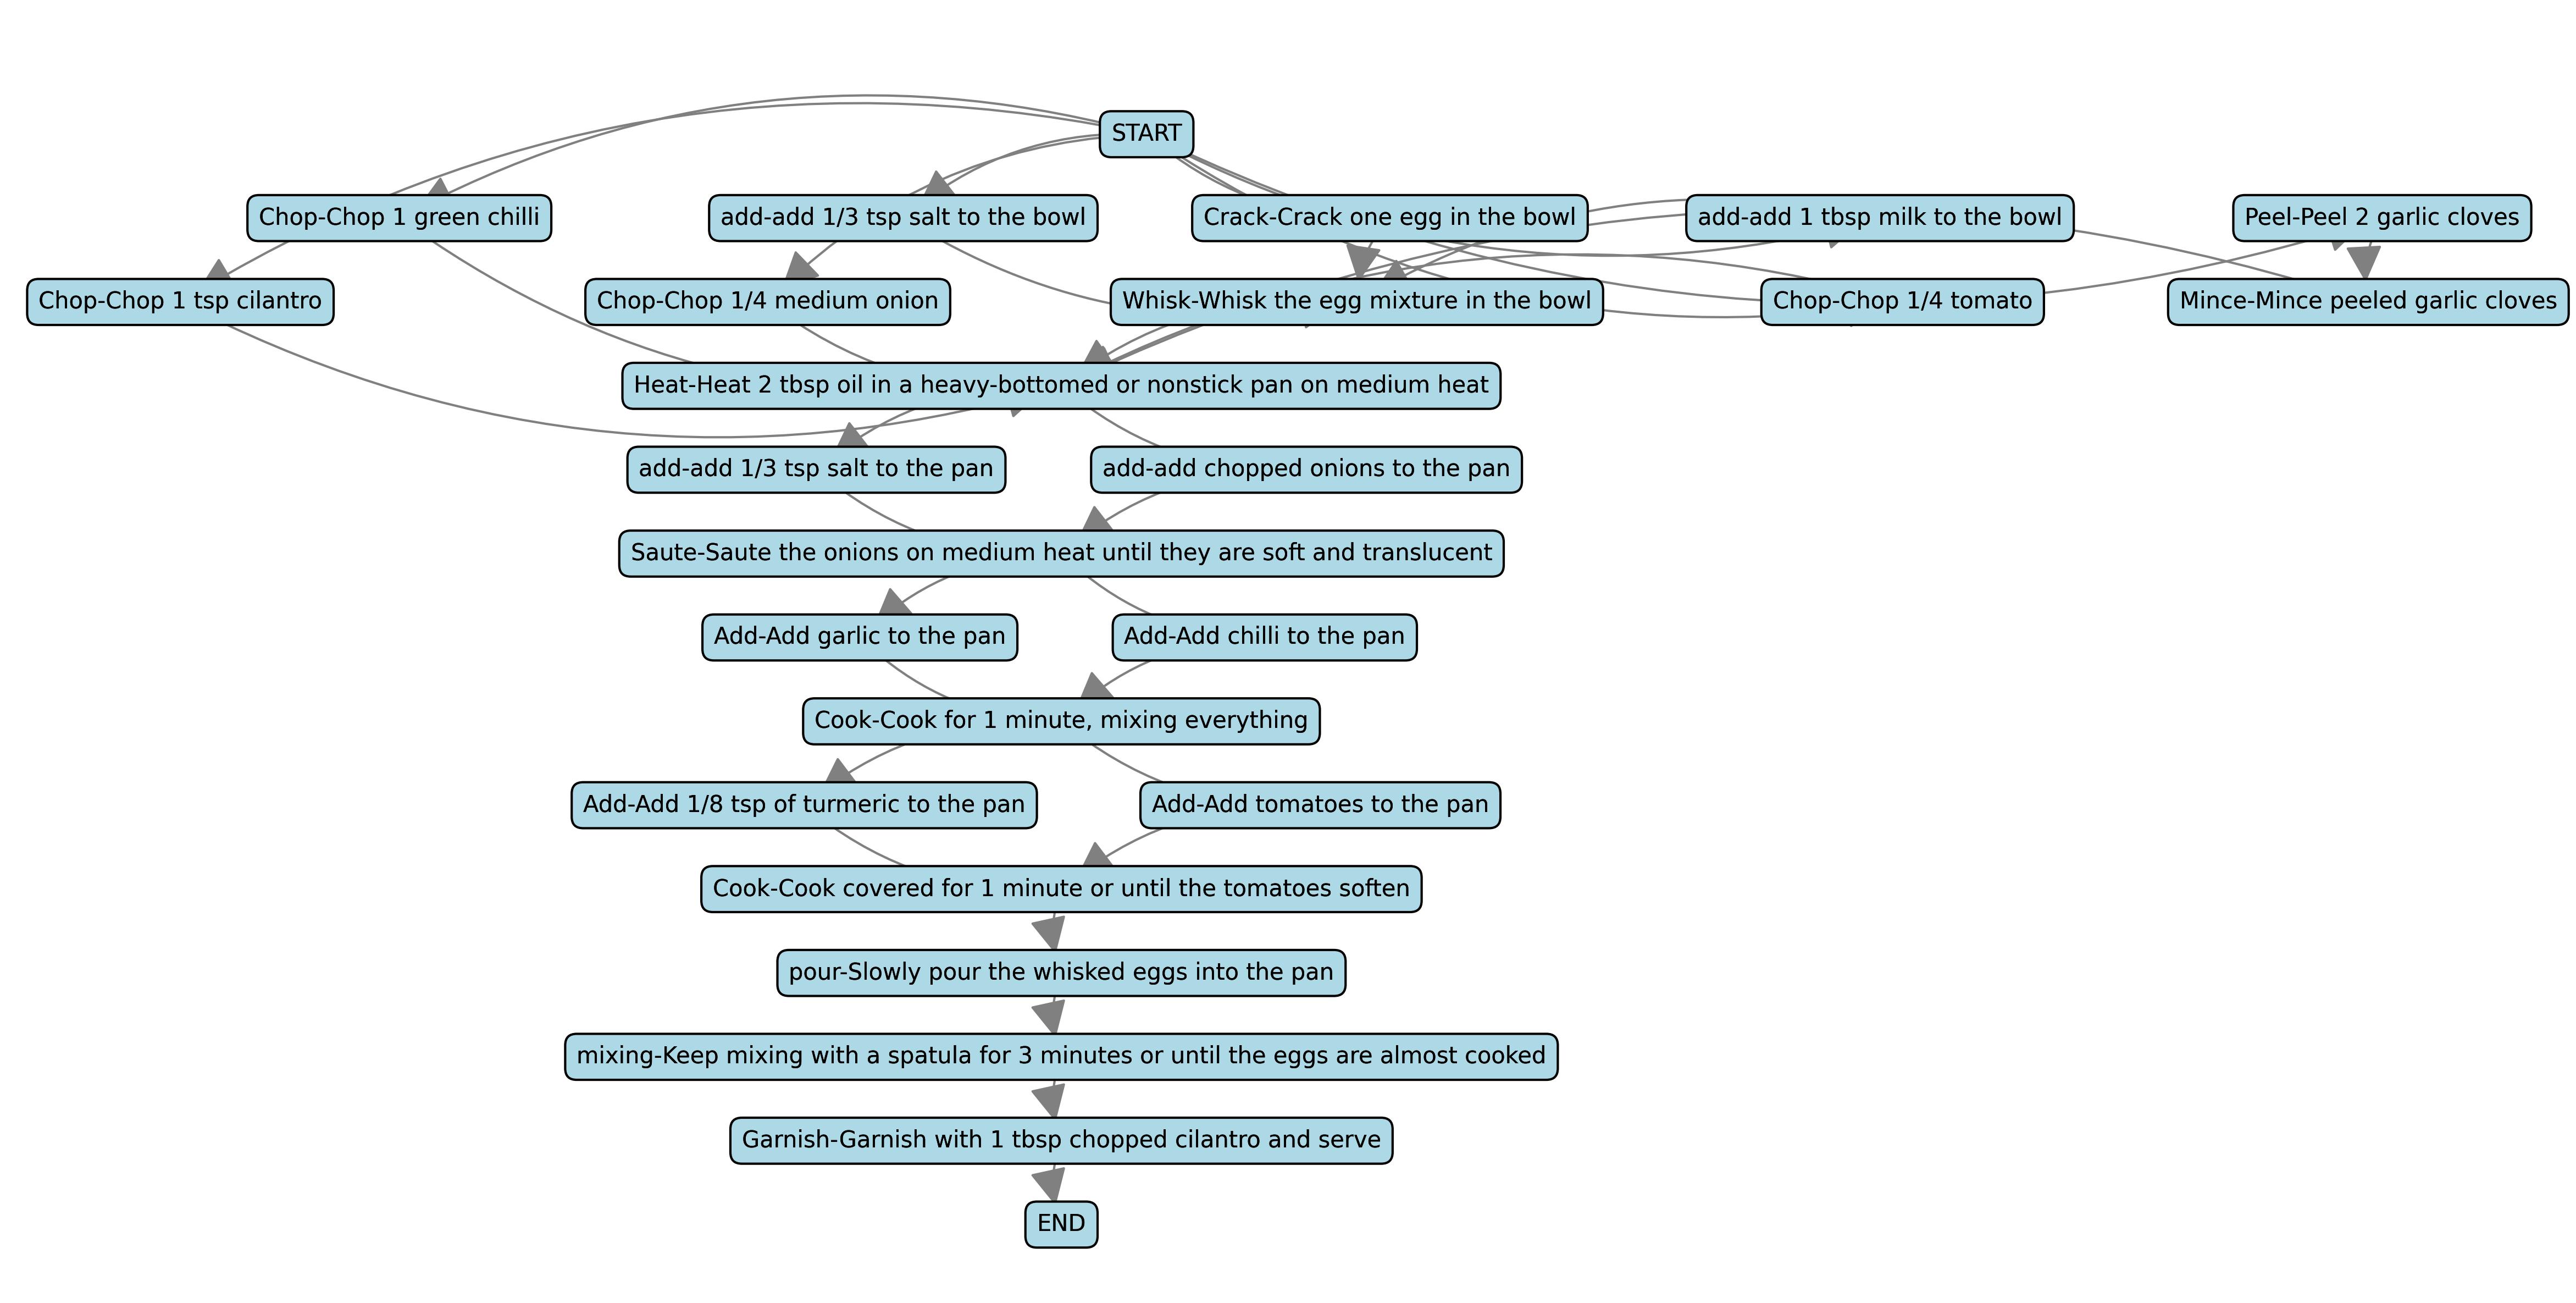 START
Chop-Chop 1 green chilli
add-add 1/3 tsp salt to the bowl
Crack-Crack one egg in the bowl
add-add 1 tbsp milk to the bowl
Peel-Peel 2 garlic cloves
Chop-Chop 1 tsp cilantro
Chop-Chop 1/4 medium onion
Whisk-Whisk the egg mixture in the bowl
Chop-Chop 1/4 tomato
Mince-Mince peeled garlic cloves
Heat-Heat 2 tbsp oil in a heavy-bottomed or nonstick pan on medium heat
add-add 1/3 tsp salt to the pan
add-add chopped onions to the pan
Saute-Saute the onions on medium heat until they are soft and translucent
Add-Add garlic to the pan
Add-Add chilli to the pan
Cook-Cook for 1 minute, mixing everything
Add-Add 1/8 tsp of turmeric to the pan
Add-Add tomatoes to the pan
Cook-Cook covered for 1 minute or until the tomatoes soften
pour-Slowly pour the whisked eggs into the pan
mixing-Keep mixing with a spatula for 3 minutes or until the eggs are almost cooked
Garnish-Garnish with 1 tbsp chopped cilantro and serve
END